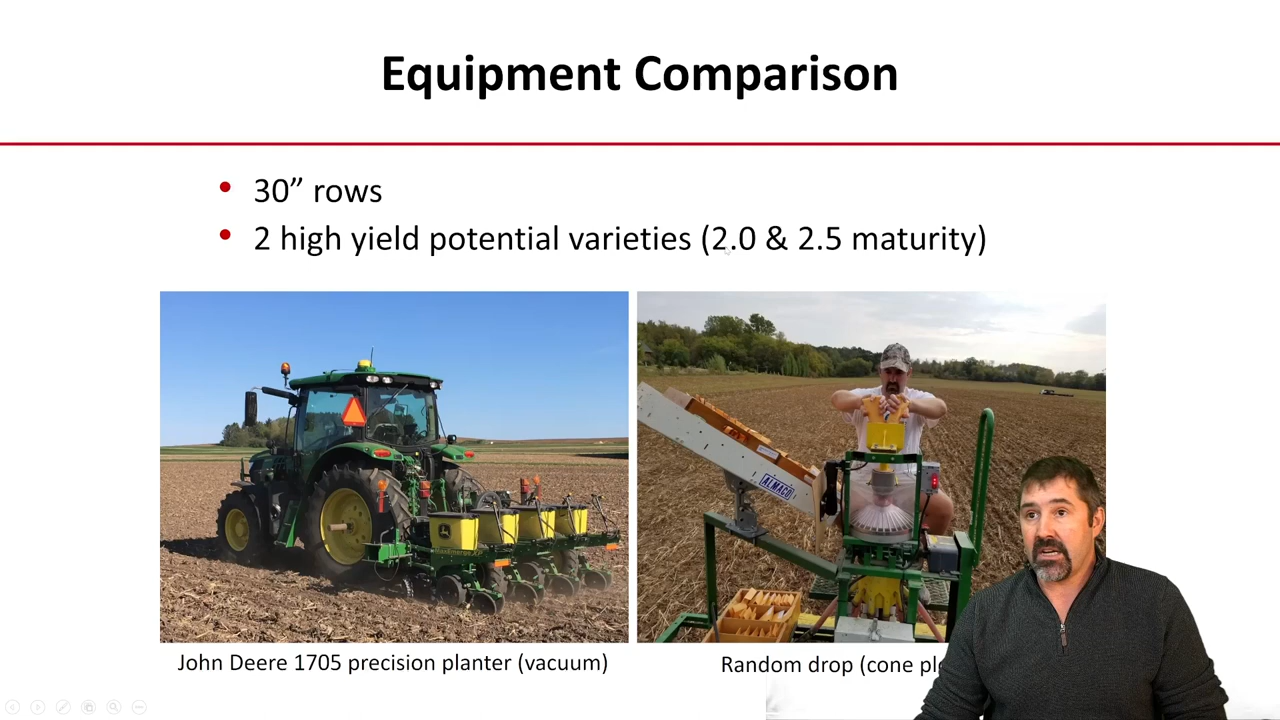 Equipment Comparison
• 30” rows
• 2 high yield potential varieties (2.0 & 2.5 maturity)
ALMACO
John Deere 1705 precision planter (vacuum)
Random drop (cone